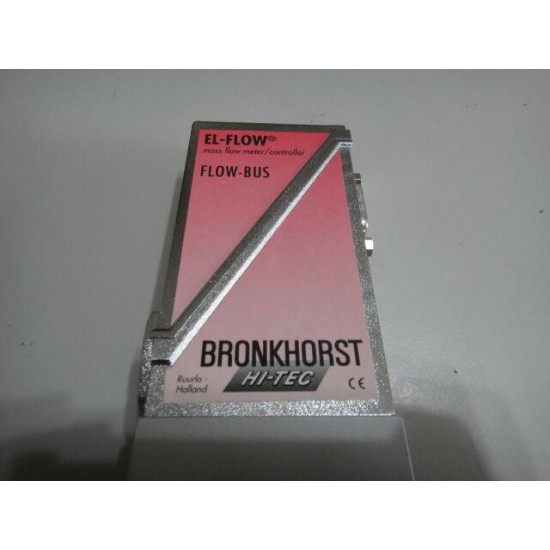 EL-FLOW®
mass flow meter/controller
FLOW-BUS
BRONKHORST
HI-TEC
Ruurlo -
Holland
CE